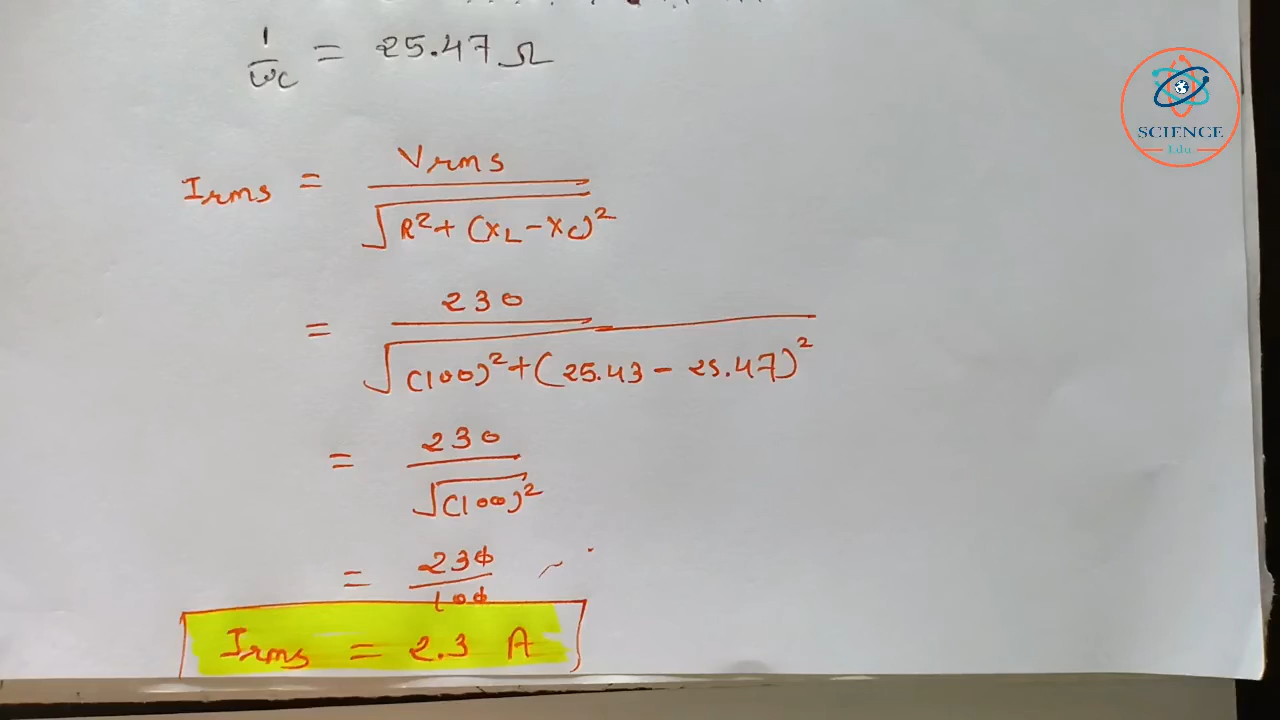 1/ωC = 25.47 Ω
SCIENCE
Edu
Irms = Vrms / √R² + (XL − XC)²
= 230 / √(100)² + (25.43 − 25.47)²
= 230 / √(100)²
= 230 / 100
Irms = 2.3 A